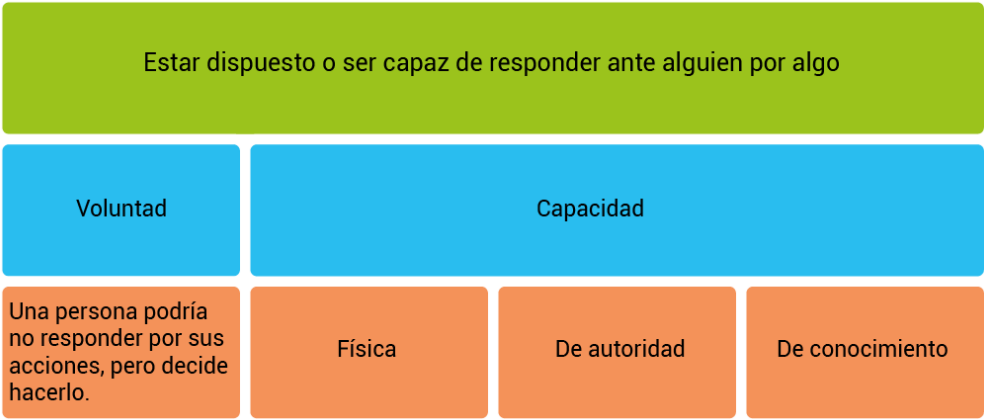 Estar dispuesto o ser capaz de responder ante alguien por algo
Voluntad
Capacidad
Una persona podría
no responder por sus
acciones, pero decide
hacerlo.
Física
De autoridad
De conocimiento